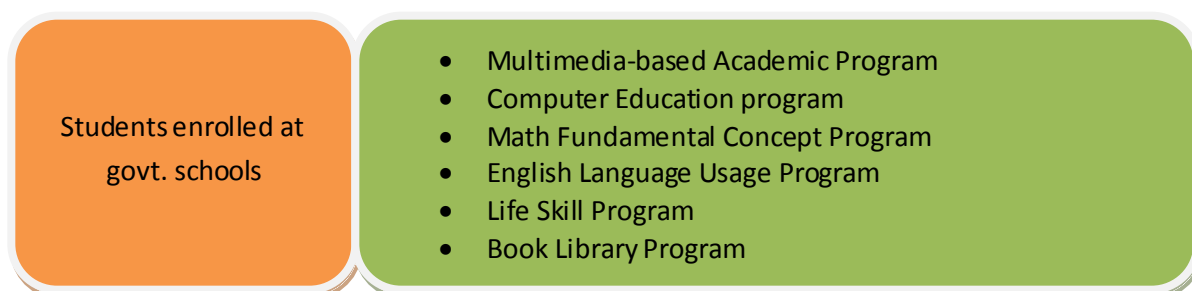 Students enrolled at
govt. schools
• Multimedia-based Academic Program
• Computer Education program
• Math Fundamental Concept Program
• English Language Usage Program
• Life Skill Program
• Book Library Program